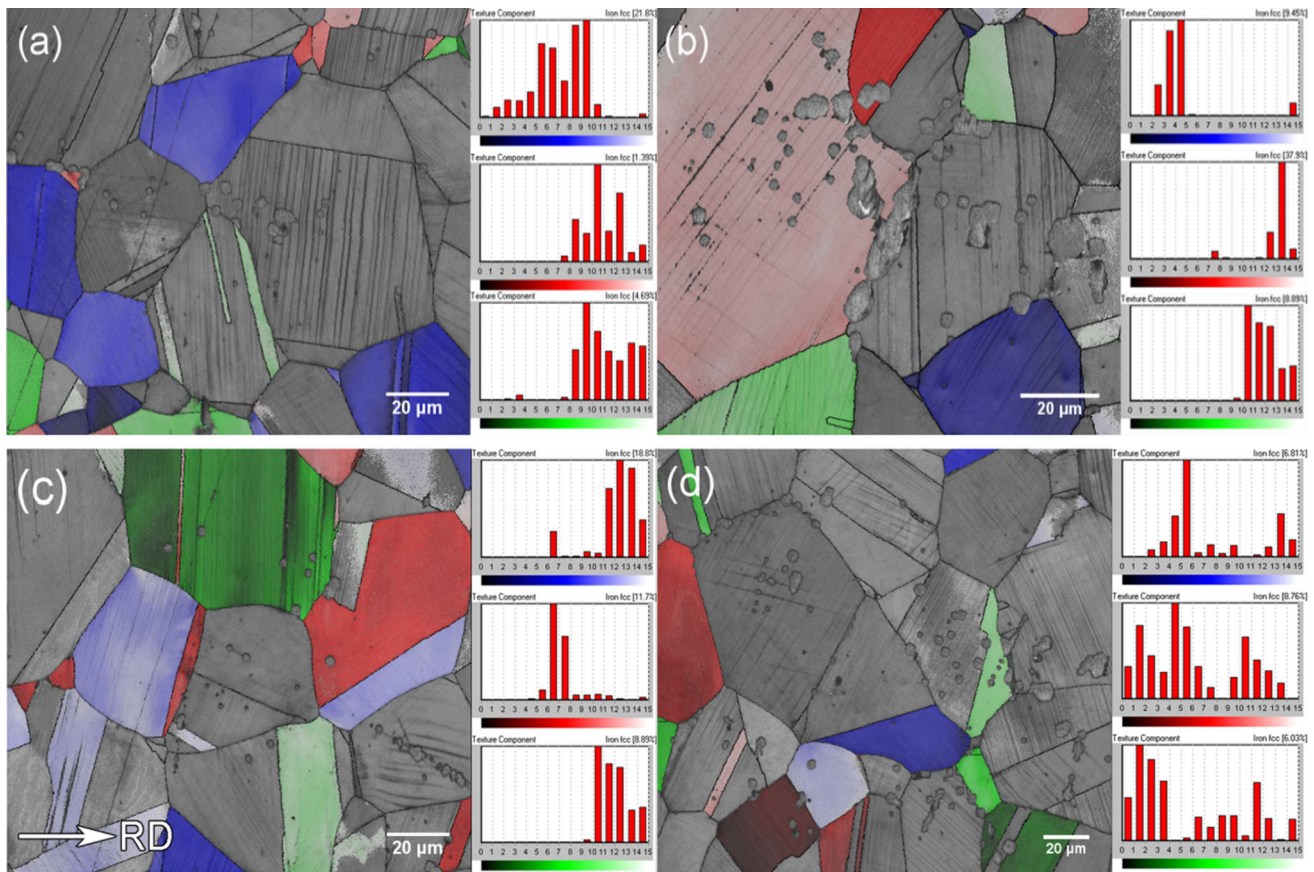 (a)
Texture Component Iron fcc [21.8%]
0 1 2 3 4 5 6 7 8 9 10 11 12 13 14 15
Texture Component Iron fcc [1.39%]
0 1 2 3 4 5 6 7 8 9 10 11 12 13 14 15
Texture Component Iron fcc [4.69%]
0 1 2 3 4 5 6 7 8 9 10 11 12 13 14 15
20 µm
(b)
Texture Component Iron fcc [9.45%]
0 1 2 3 4 5 6 7 8 9 10 11 12 13 14 15
Texture Component Iron fcc [37.9%]
0 1 2 3 4 5 6 7 8 9 10 11 12 13 14 15
Texture Component Iron fcc [8.89%]
0 1 2 3 4 5 6 7 8 9 10 11 12 13 14 15
20 µm
(c)
Texture Component Iron fcc [18.8%]
0 1 2 3 4 5 6 7 8 9 10 11 12 13 14 15
Texture Component Iron fcc [11.7%]
0 1 2 3 4 5 6 7 8 9 10 11 12 13 14 15
Texture Component Iron fcc [8.89%]
0 1 2 3 4 5 6 7 8 9 10 11 12 13 14 15
RD
20 µm
(d)
Texture Component Iron fcc [6.81%]
0 1 2 3 4 5 6 7 8 9 10 11 12 13 14 15
Texture Component Iron fcc [8.76%]
0 1 2 3 4 5 6 7 8 9 10 11 12 13 14 15
Texture Component Iron fcc [6.03%]
0 1 2 3 4 5 6 7 8 9 10 11 12 13 14 15
20 µm